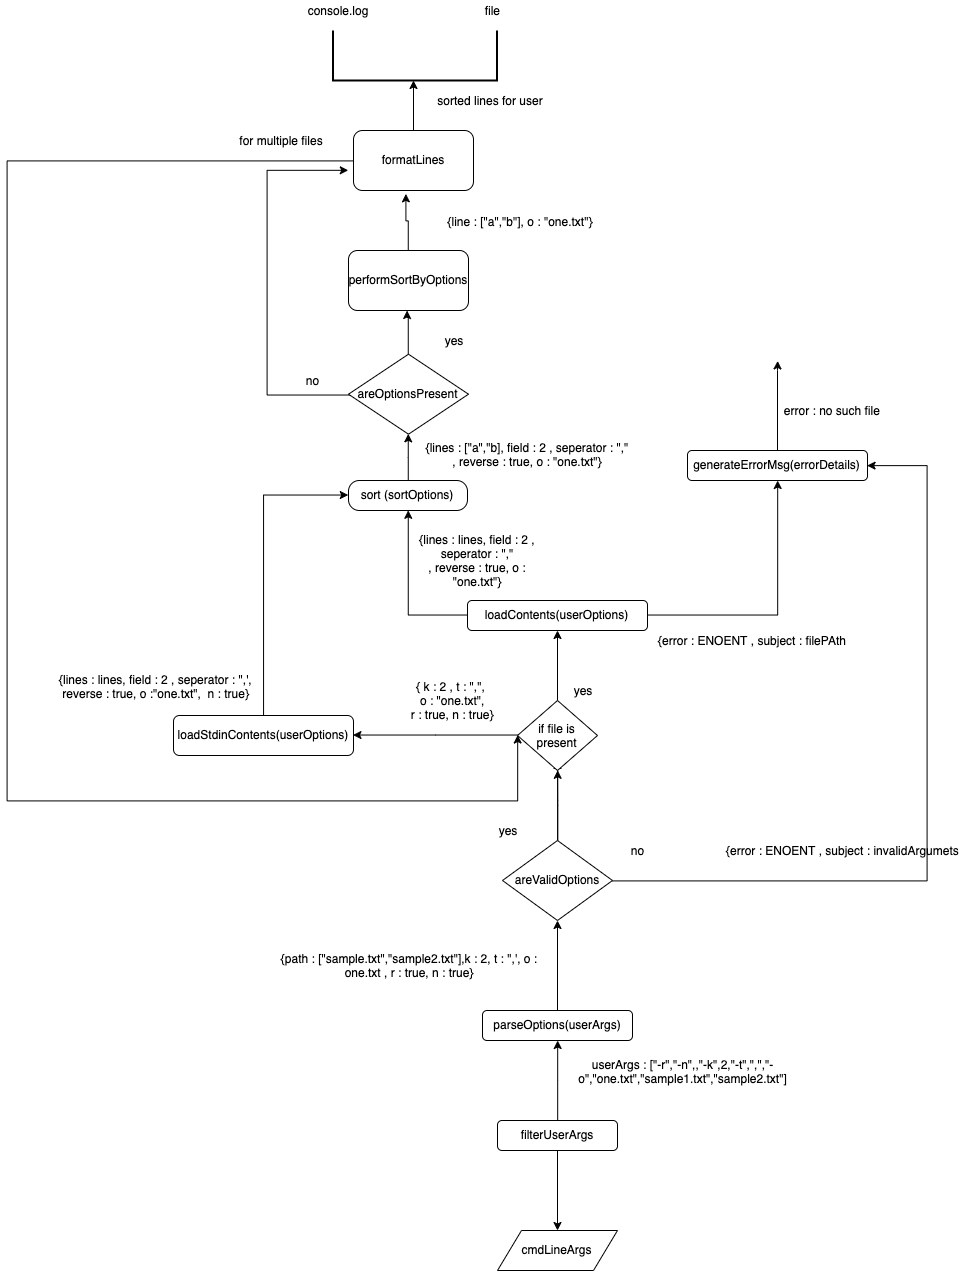 console.log
file
sorted lines for user
for multiple files
formatLines
{line : ["a","b"], o : "one.txt"}
performSortByOptions
yes
no
areOptionsPresent
error : no such file
{lines : ["a","b], field : 2 , seperator : ","
, reverse : true, o : "one.txt"}
generateErrorMsg(errorDetails)
sort (sortOptions)
{lines : lines, field : 2 ,
seperator : ","
, reverse : true, o :
"one.txt"}
loadContents(userOptions)
{error : ENOENT , subject : filePAth
{lines : lines, field : 2 , seperator : ",',
reverse : true, o :"one.txt",  n : true}
{ k : 2 , t : ",",
o : "one.txt",
r : true, n : true}
yes
loadStdinContents(userOptions)
if file is
present
yes
no
{error : ENOENT , subject : invalidArgumets
areValidOptions
{path : ["sample.txt","sample2.txt"],k : 2, t : ",', o :
one.txt , r : true, n : true}
parseOptions(userArgs)
userArgs : ["-r","-n",,"-k",2,"-t",",","-
o","one.txt","sample1.txt","sample2.txt"]
filterUserArgs
cmdLineArgs